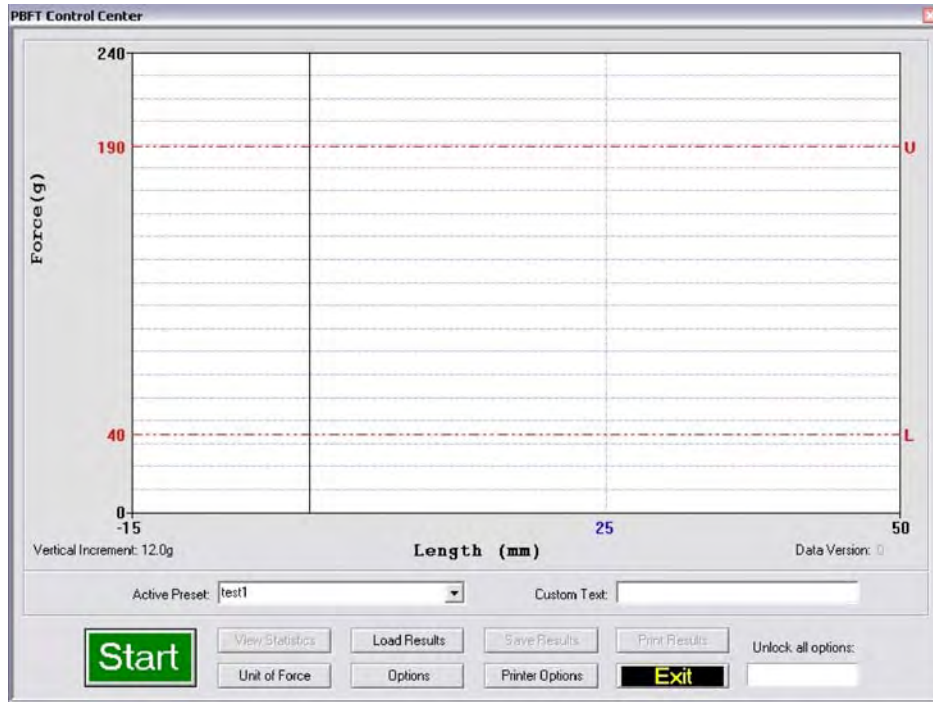 PBFT Control Center
240
190
U
Force(g)
40
L
0
-15
25
50
Vertical Increment: 12.0g
Length (mm)
Data Version: 0
Active Preset: test1
Custom Text:
Start
View Statistics
Load Results
Save Results
Print Results
Unlock all options:
Unit of Force
Options
Printer Options
Exit